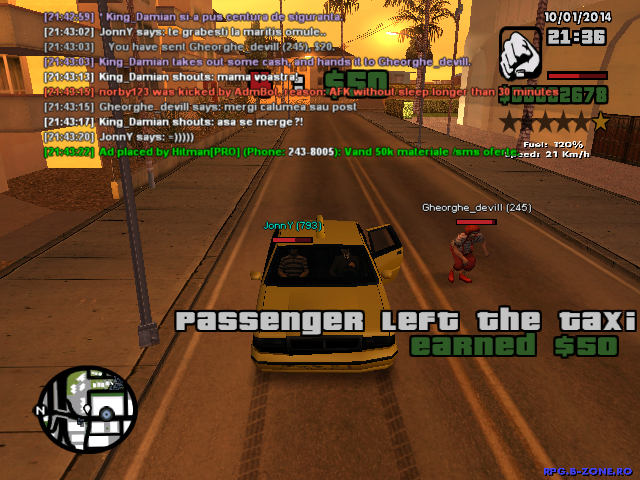 [21:42:59] * King_Damian si-a pus centura de siguranta.
[21:43:02] JonnY says: te grabesti la maritis omule..
[21:43:03] You have sent Gheorghe_devill (245), $20.
[21:43:03] King_Damian takes out some cash, and hands it to Gheorghe_devill.
[21:43:13] King_Damian shouts: mama voastra!
norby123 was kicked by AdmBot, reason: AFK without sleep longer than 30 minutes
[21:43:15] Gheorghe_devill says: mergi calumea sau post
[21:43:17] King_Damian shouts: asa se merge?!
[21:43:20] JonnY says: =)))))
Ad placed by Hitman[PRO] (Phone: 243-8005): Vand 50k materiale /sms oferte.
10/01/2014
21:36
$50
$00002678
Fuel: 120%
Speed: 21 Km/h
Gheorghe_devill (245)
JonnY (793)
Passenger left the taxi
earned $50
N
RPG.B-ZONE.RO